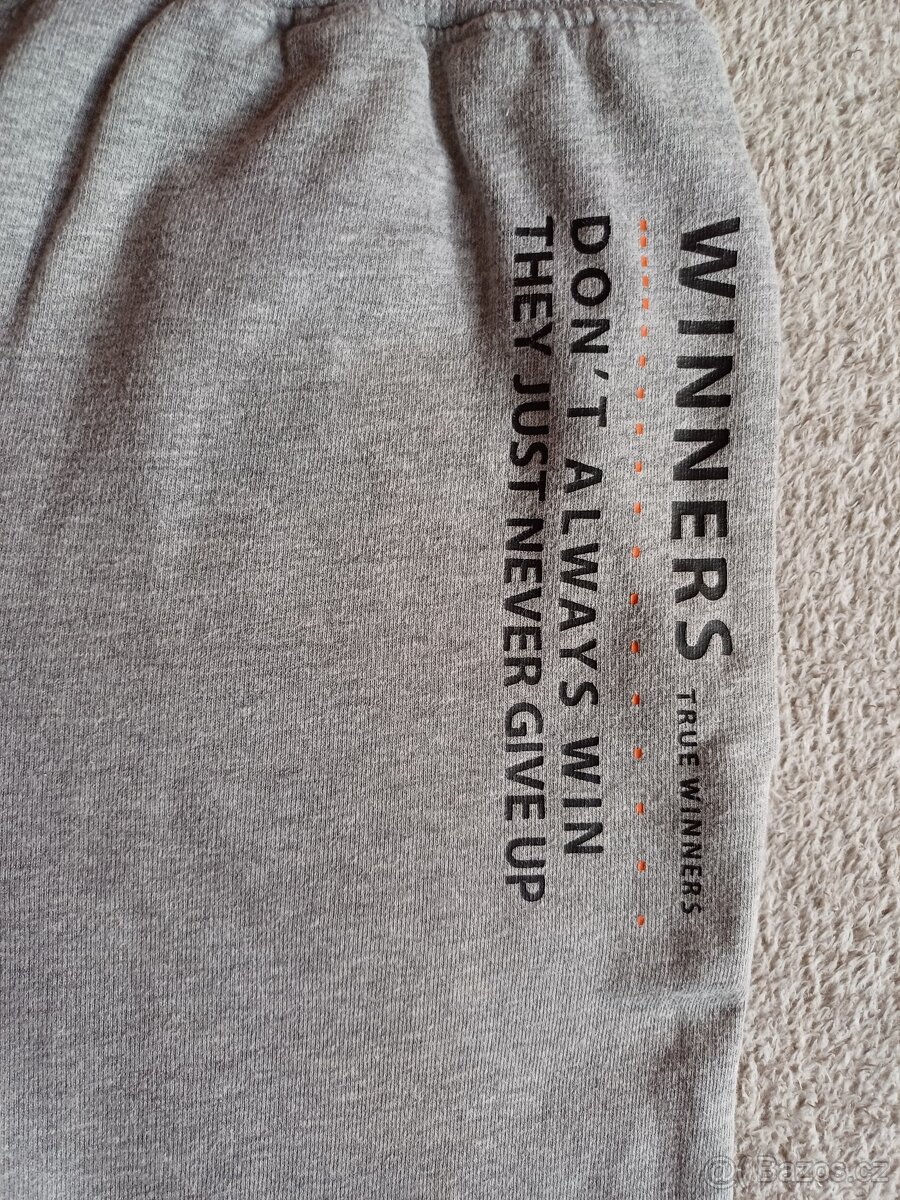 WINNERS TRUE WINNERS
DON'T ALWAYS WIN
THEY JUST NEVER GIVE UP
@ Bazos.cz